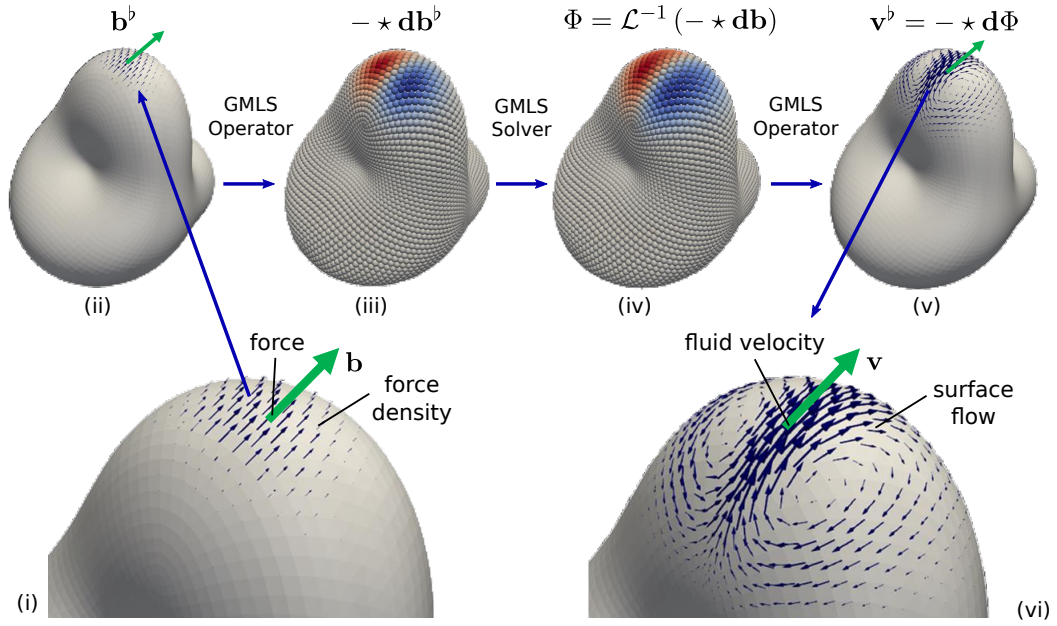 b♭
− ⋆ db♭
Φ = ℒ⁻¹ (− ⋆ db)
v♭ = − ⋆ dΦ
GMLS
Operator
GMLS
Solver
GMLS
Operator
(ii)
(iii)
(iv)
(v)
force
b
force
density
fluid velocity
v
surface
flow
(i)
(vi)